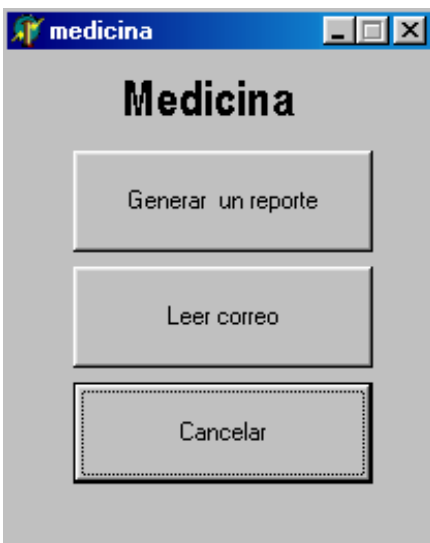 medicina
Medicina
Generar un reporte
Leer correo
Cancelar